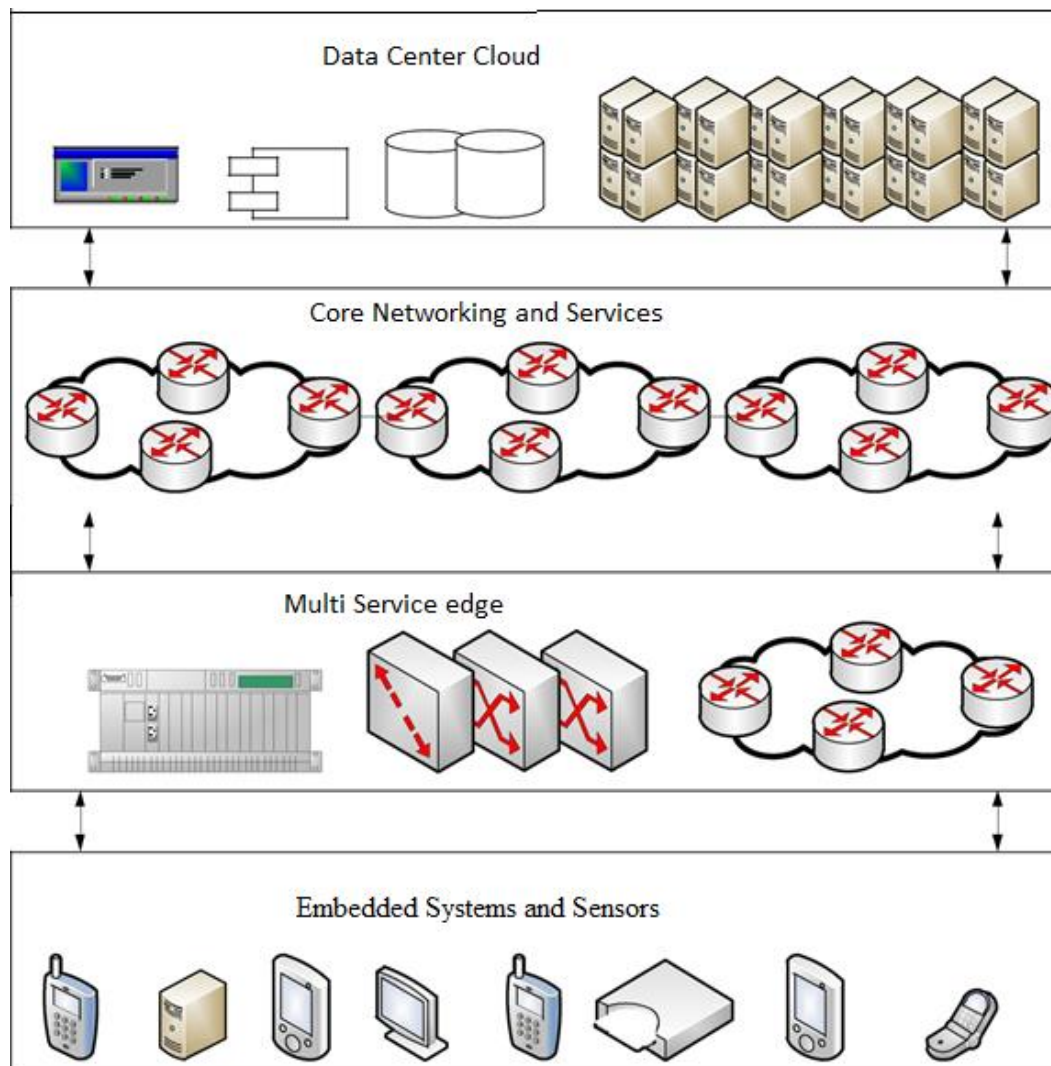 Data Center Cloud
Core Networking and Services
Multi Service edge
Embedded Systems and Sensors